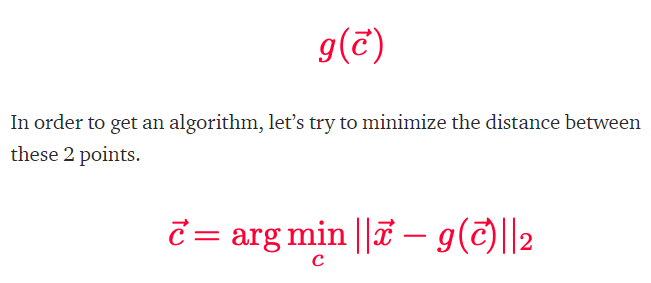 g(c⃗)
In order to get an algorithm, let’s try to minimize the distance between
these 2 points.
c⃗ = arg min ||x⃗ − g(c⃗)||₂
c